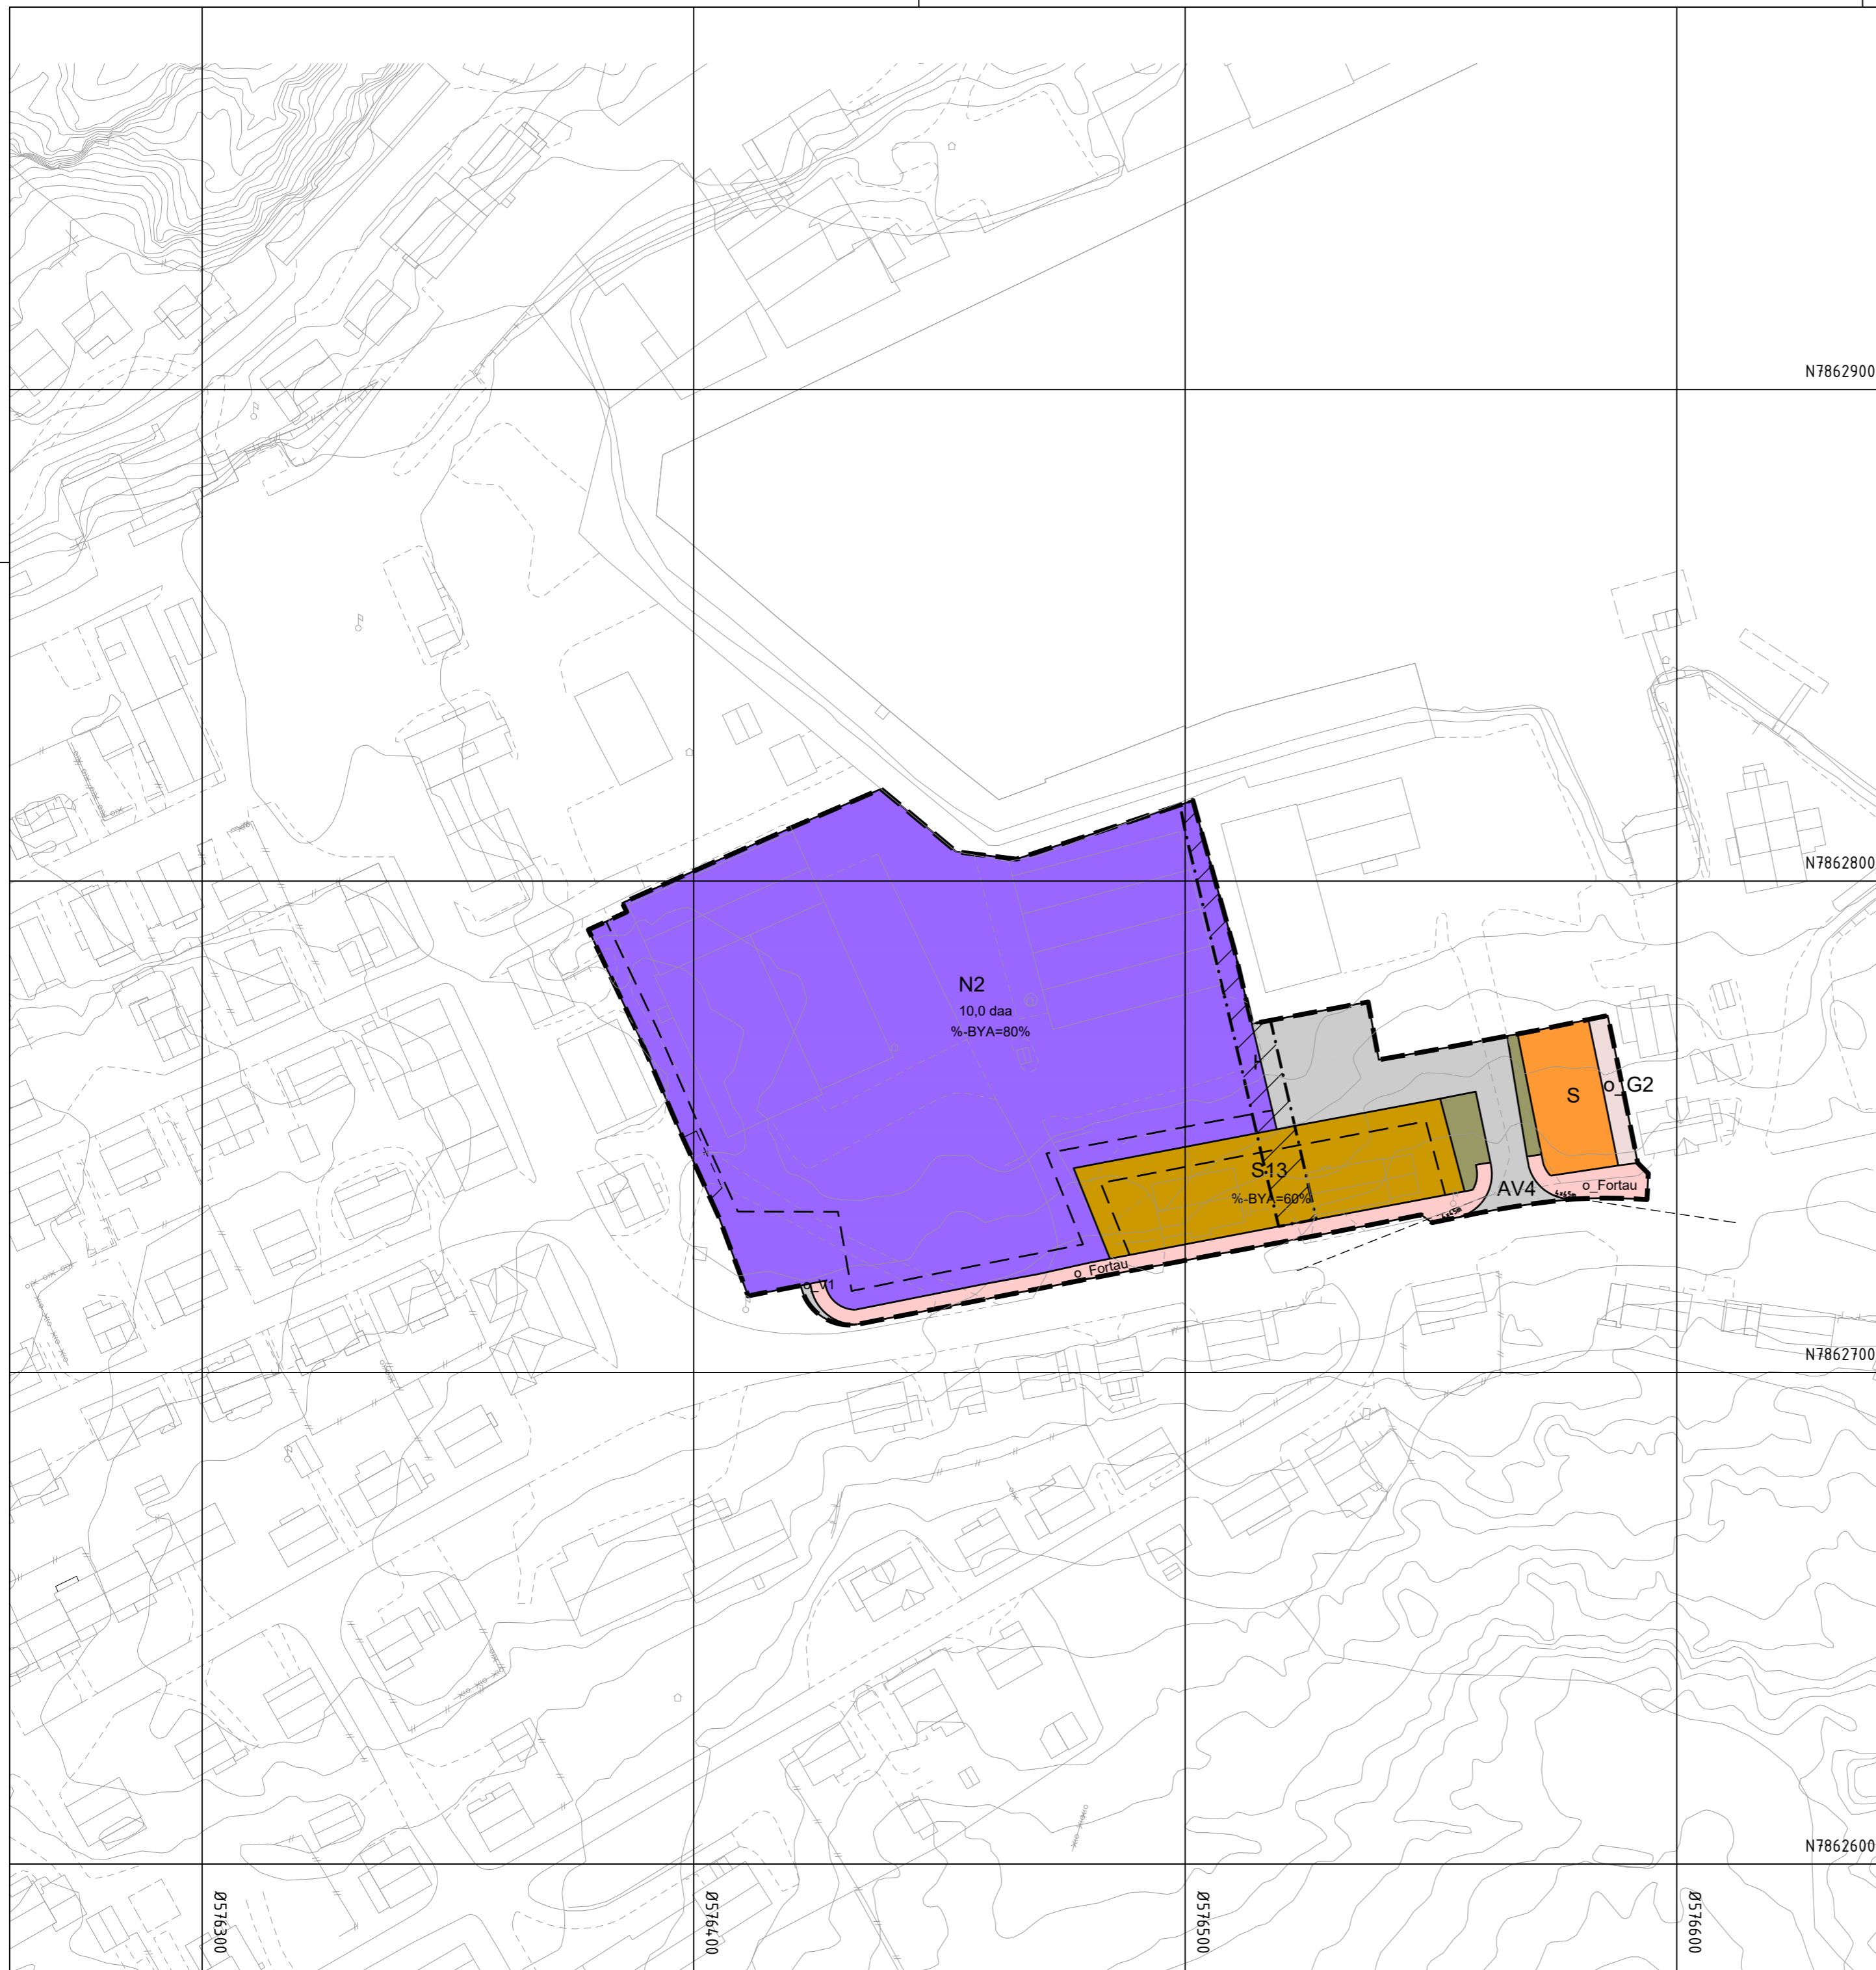 N7862900
N7862800
N2
10,0 daa
%-BYA=80%
o_G2
S
S13
%-BYA=60%
AV4
o_Fortau
o_Fortau
o_V1
N7862700
N7862600
Ø576300
Ø576400
Ø576500
Ø576600